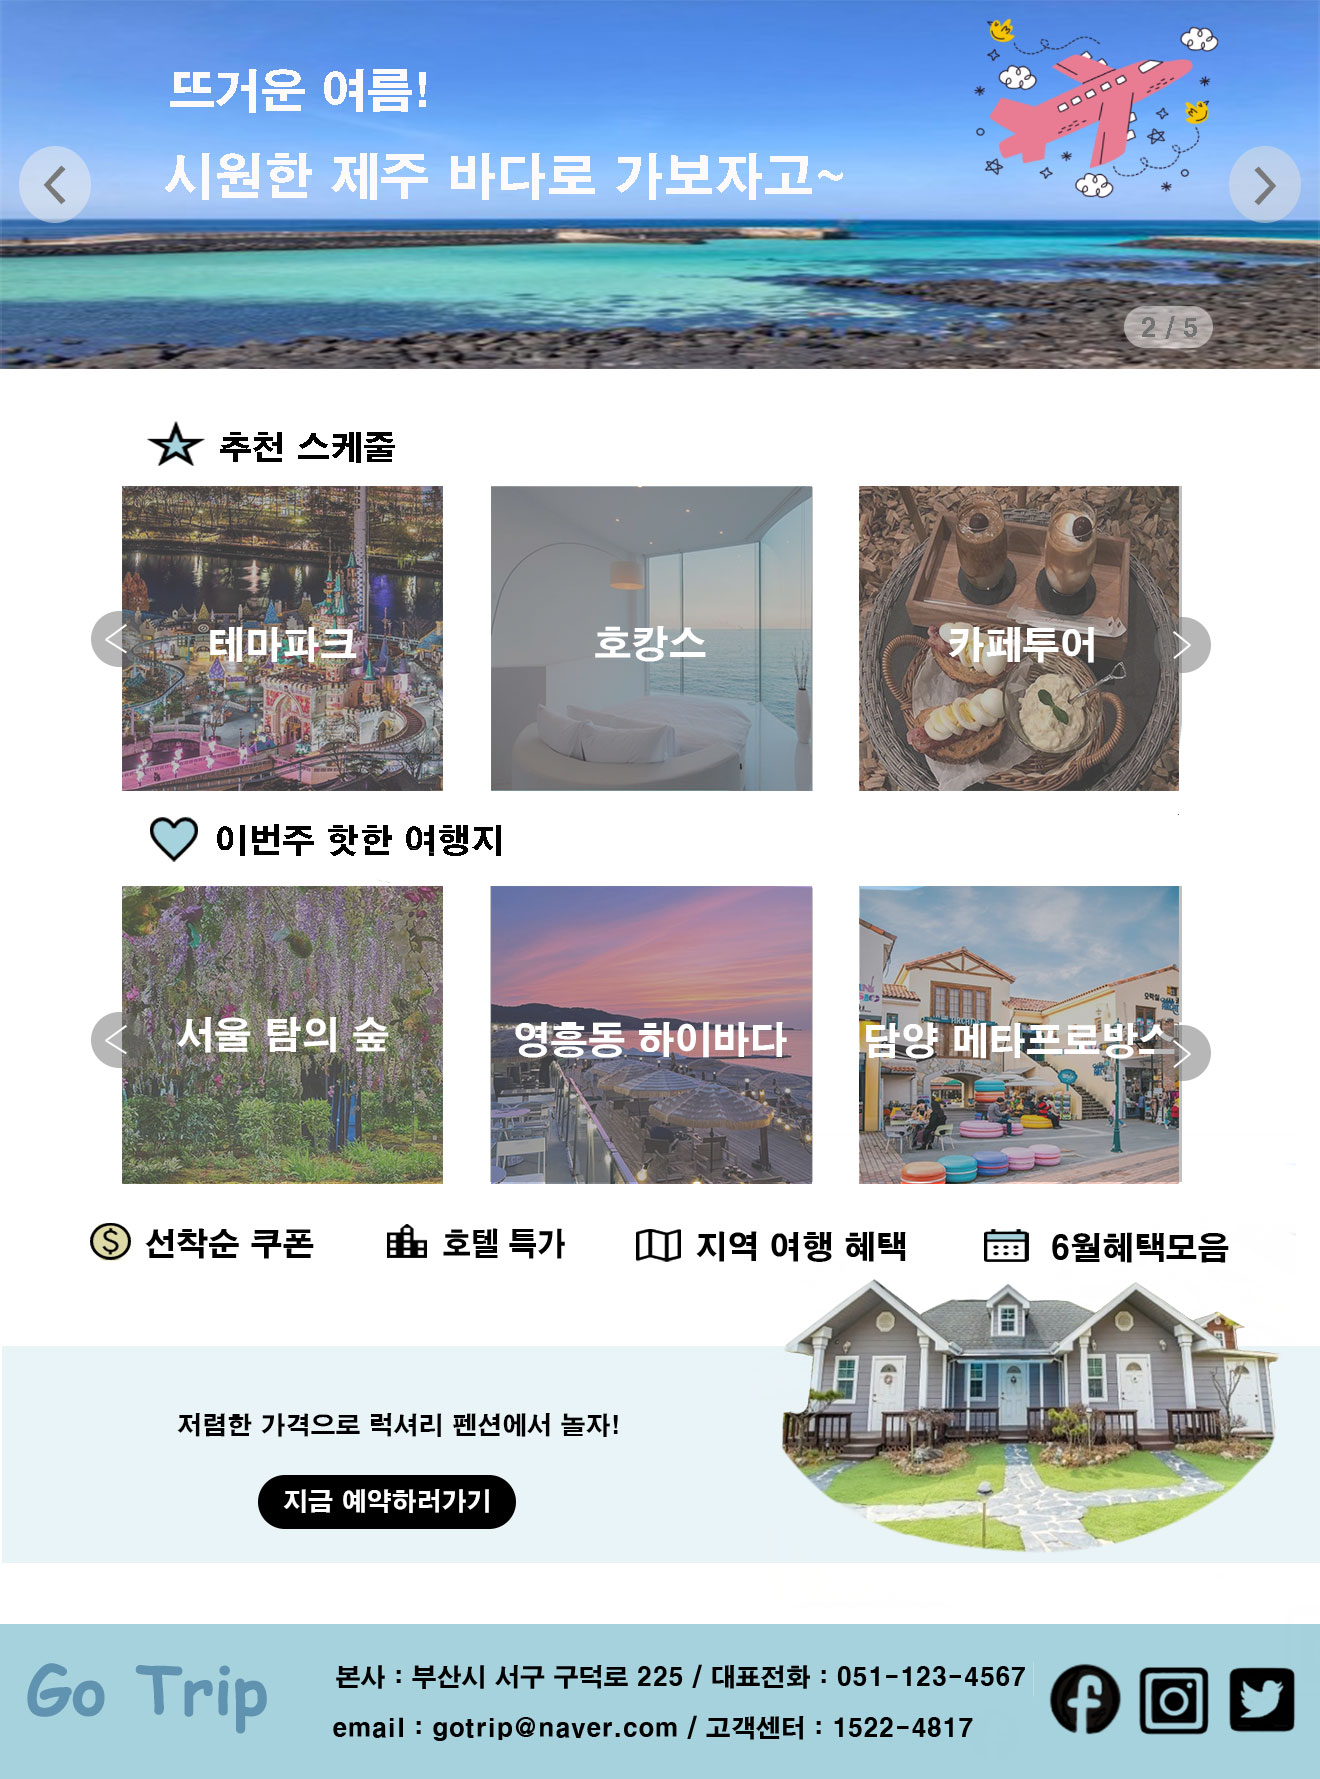 뜨거운 여름!
시원한 제주 바다로 가보자고~
2 / 5
추천 스케줄
테마파크
호캉스
카페투어
이번주 핫한 여행지
서울 탐의 숲
영흥동 하이바다
담양 메타프로방스
선착순 쿠폰
호텔 특가
지역 여행 혜택
6월혜택모음
저렴한 가격으로 럭셔리 펜션에서 놀자!
지금 예약하러가기
Go Trip
본사 : 부산시 서구 구덕로 225 / 대표전화 : 051-123-4567
email : gotrip@naver.com / 고객센터 : 1522-4817